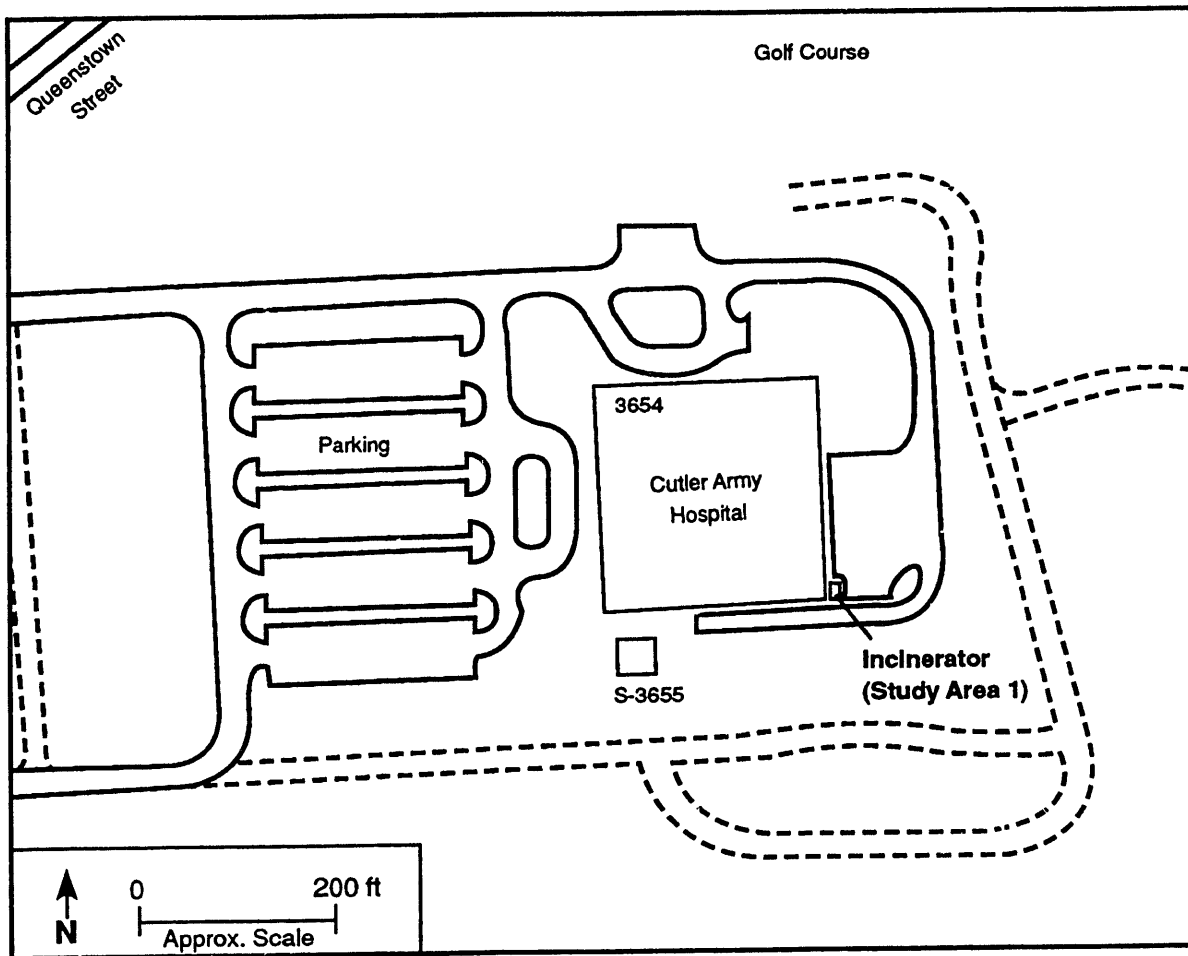 Queenstown
Street
Golf Course
3654
Parking
Cutler Army
Hospital
Incinerator
(Study Area 1)
S-3655
0 200 ft
N
Approx. Scale